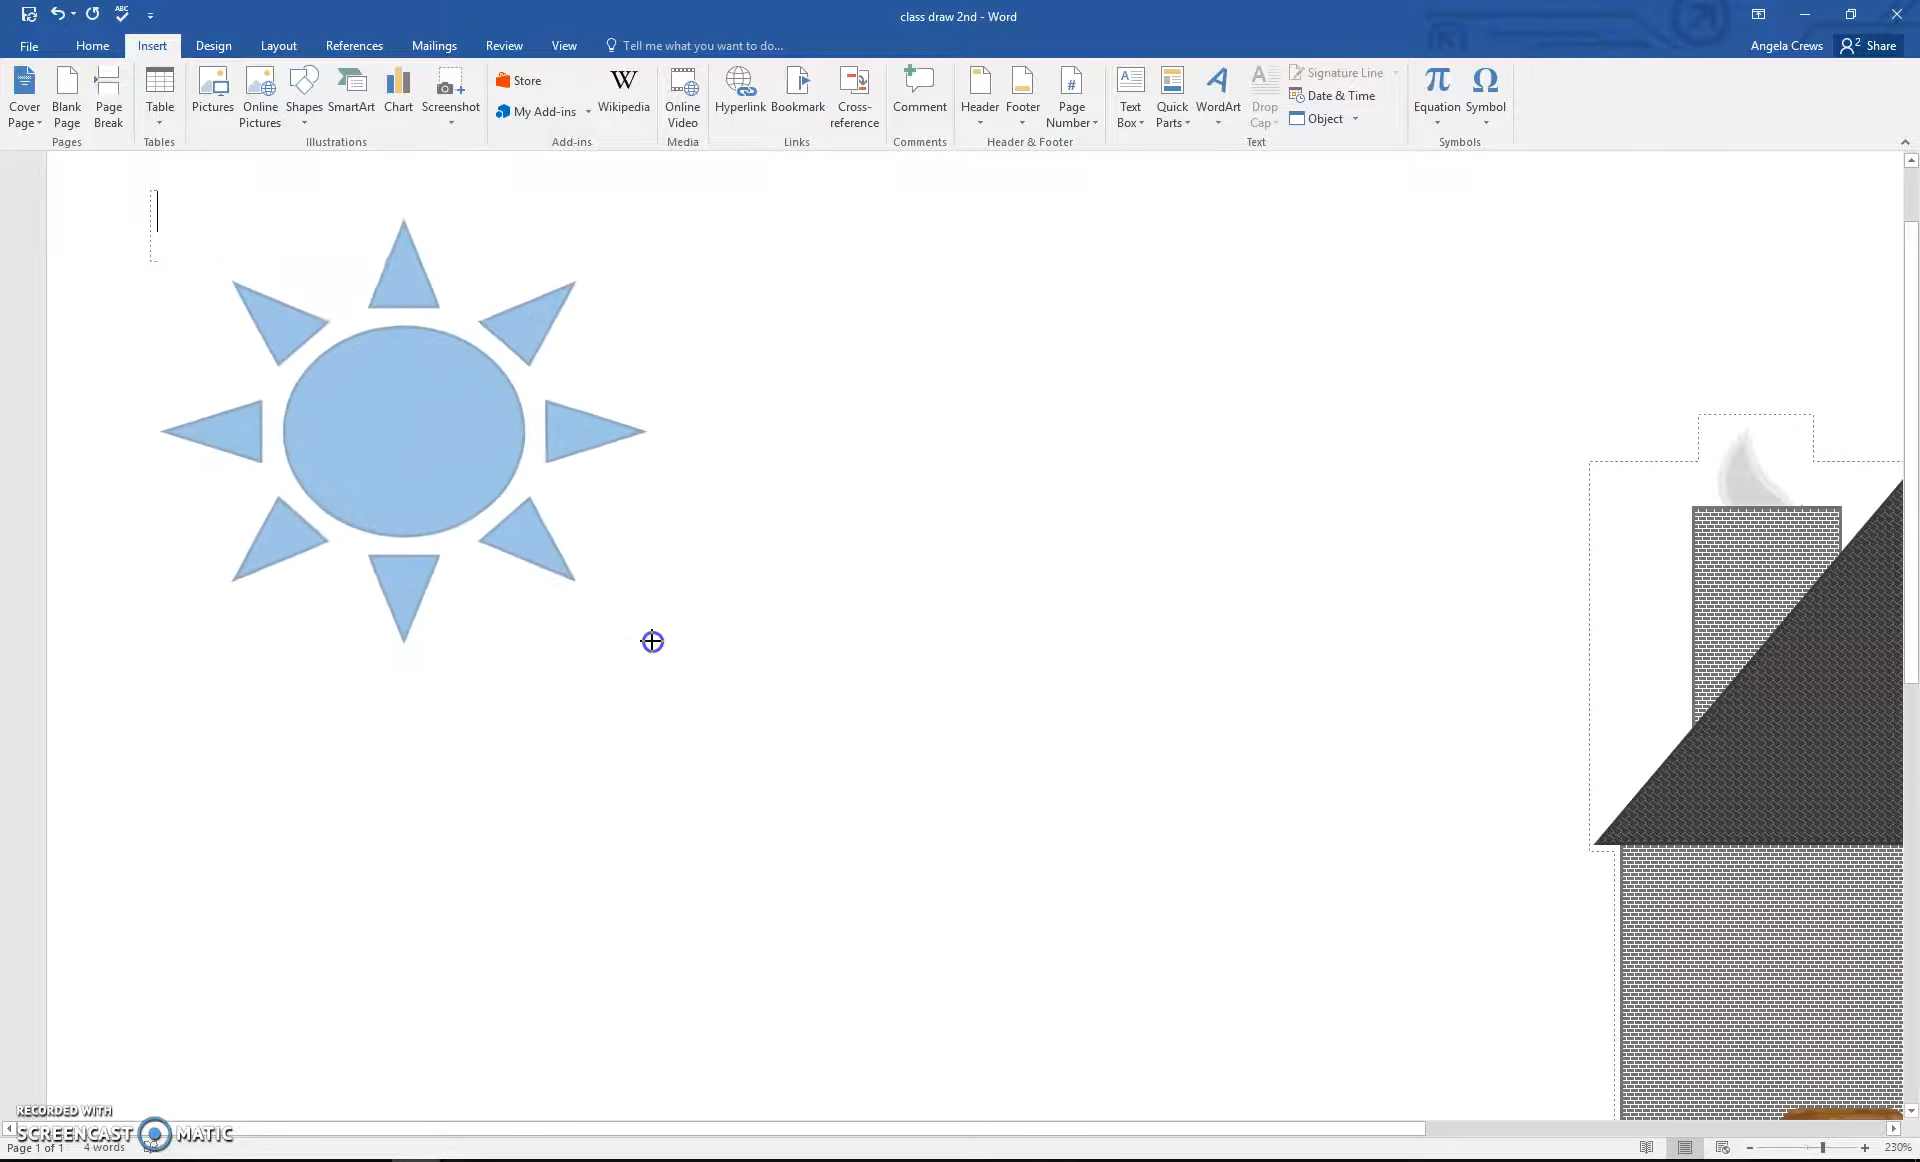 ABC
class draw 2nd - Word
File Home Insert Design Layout References Mailings Review View Tell me what you want to do... Angela Crews 2 Share
Cover Page
Blank Page
Page Break
Table
Pictures
Online Pictures
Shapes
SmartArt
Chart
Screenshot
Store
My Add-ins
W
Wikipedia
Online Video
Hyperlink
Bookmark
Cross-reference
Comment
Header
Footer
#
Page Number
A
Text Box
Quick Parts
A
WordArt
A
Drop Cap
Signature Line
Date & Time
Object
π
Equation
Ω
Symbol
Pages Tables Illustrations Add-ins Media Links Comments Header & Footer Text Symbols
RECORDED WITH
SCREENCAST MATIC
Page 1 of 1 4 words 230%